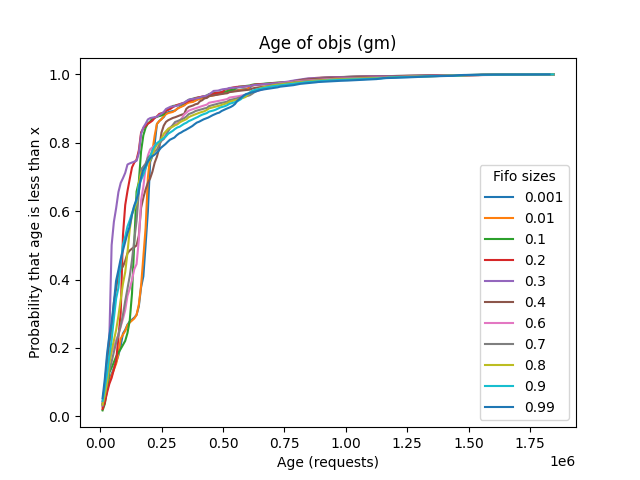 Age of objs (gm)
1.0
0.8
0.6
0.4
0.2
0.0
Probability that age is less than x
Fifo sizes
0.001
0.01
0.1
0.2
0.3
0.4
0.6
0.7
0.8
0.9
0.99
0.00 0.25 0.50 0.75 1.00 1.25 1.50 1.75
1e6
Age (requests)